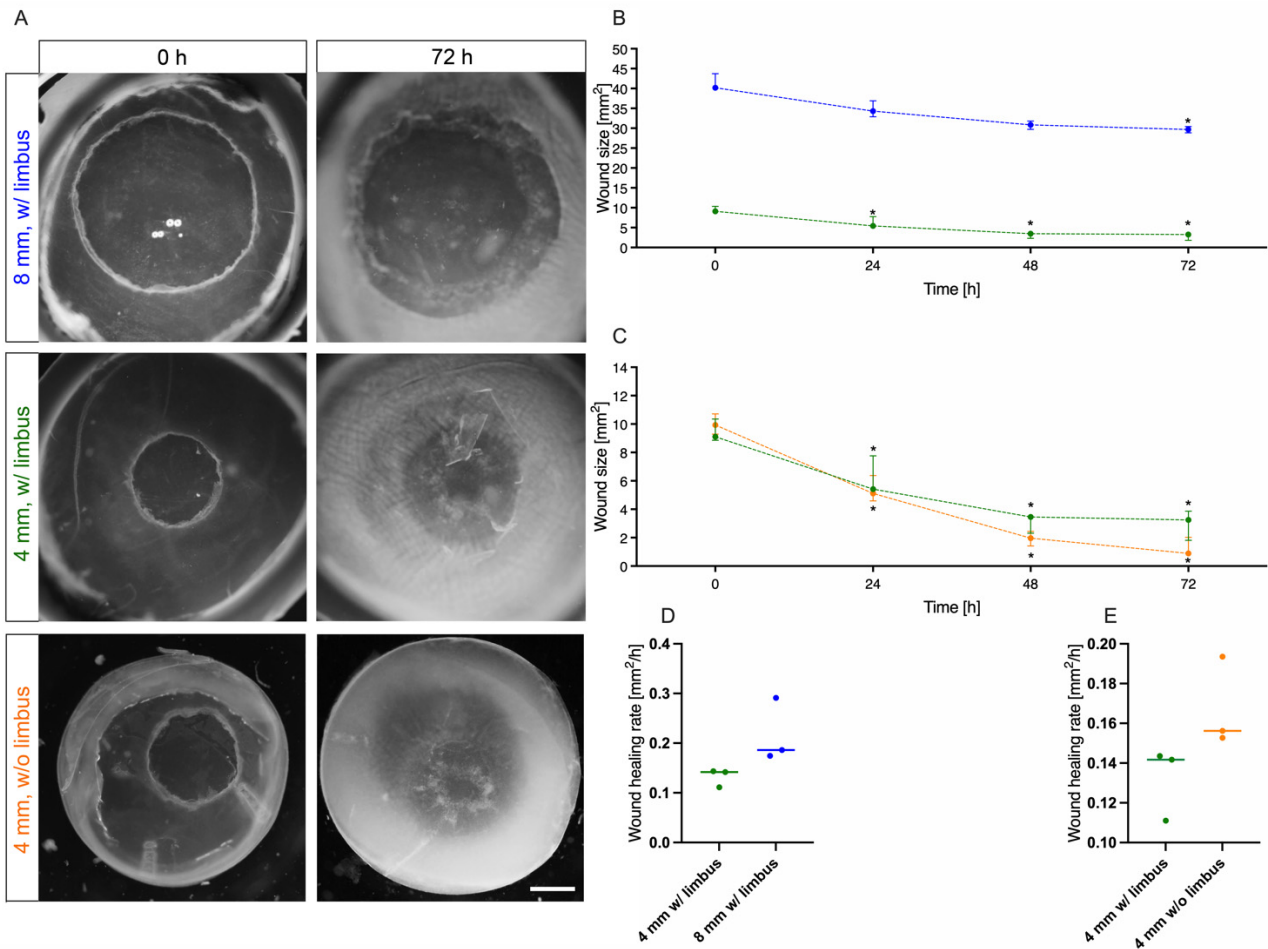 A
0 h
72 h
8 mm, w/ limbus
4 mm, w/ limbus
4 mm, w/o limbus
B
Wound size [mm²]
50
45
40
35
30
25
20
15
10
5
0
*
*
*
*
0
24
48
72
Time [h]
C
Wound size [mm²]
14
12
10
8
6
4
2
0
*
*
*
*
*
*
0
24
48
72
Time [h]
D
Wound healing rate [mm²/h]
0.4
0.3
0.2
0.1
0.0
4 mm w/ limbus
8 mm w/ limbus
E
Wound healing rate [mm²/h]
0.20
0.18
0.16
0.14
0.12
0.10
4 mm w/ limbus
4 mm w/o limbus